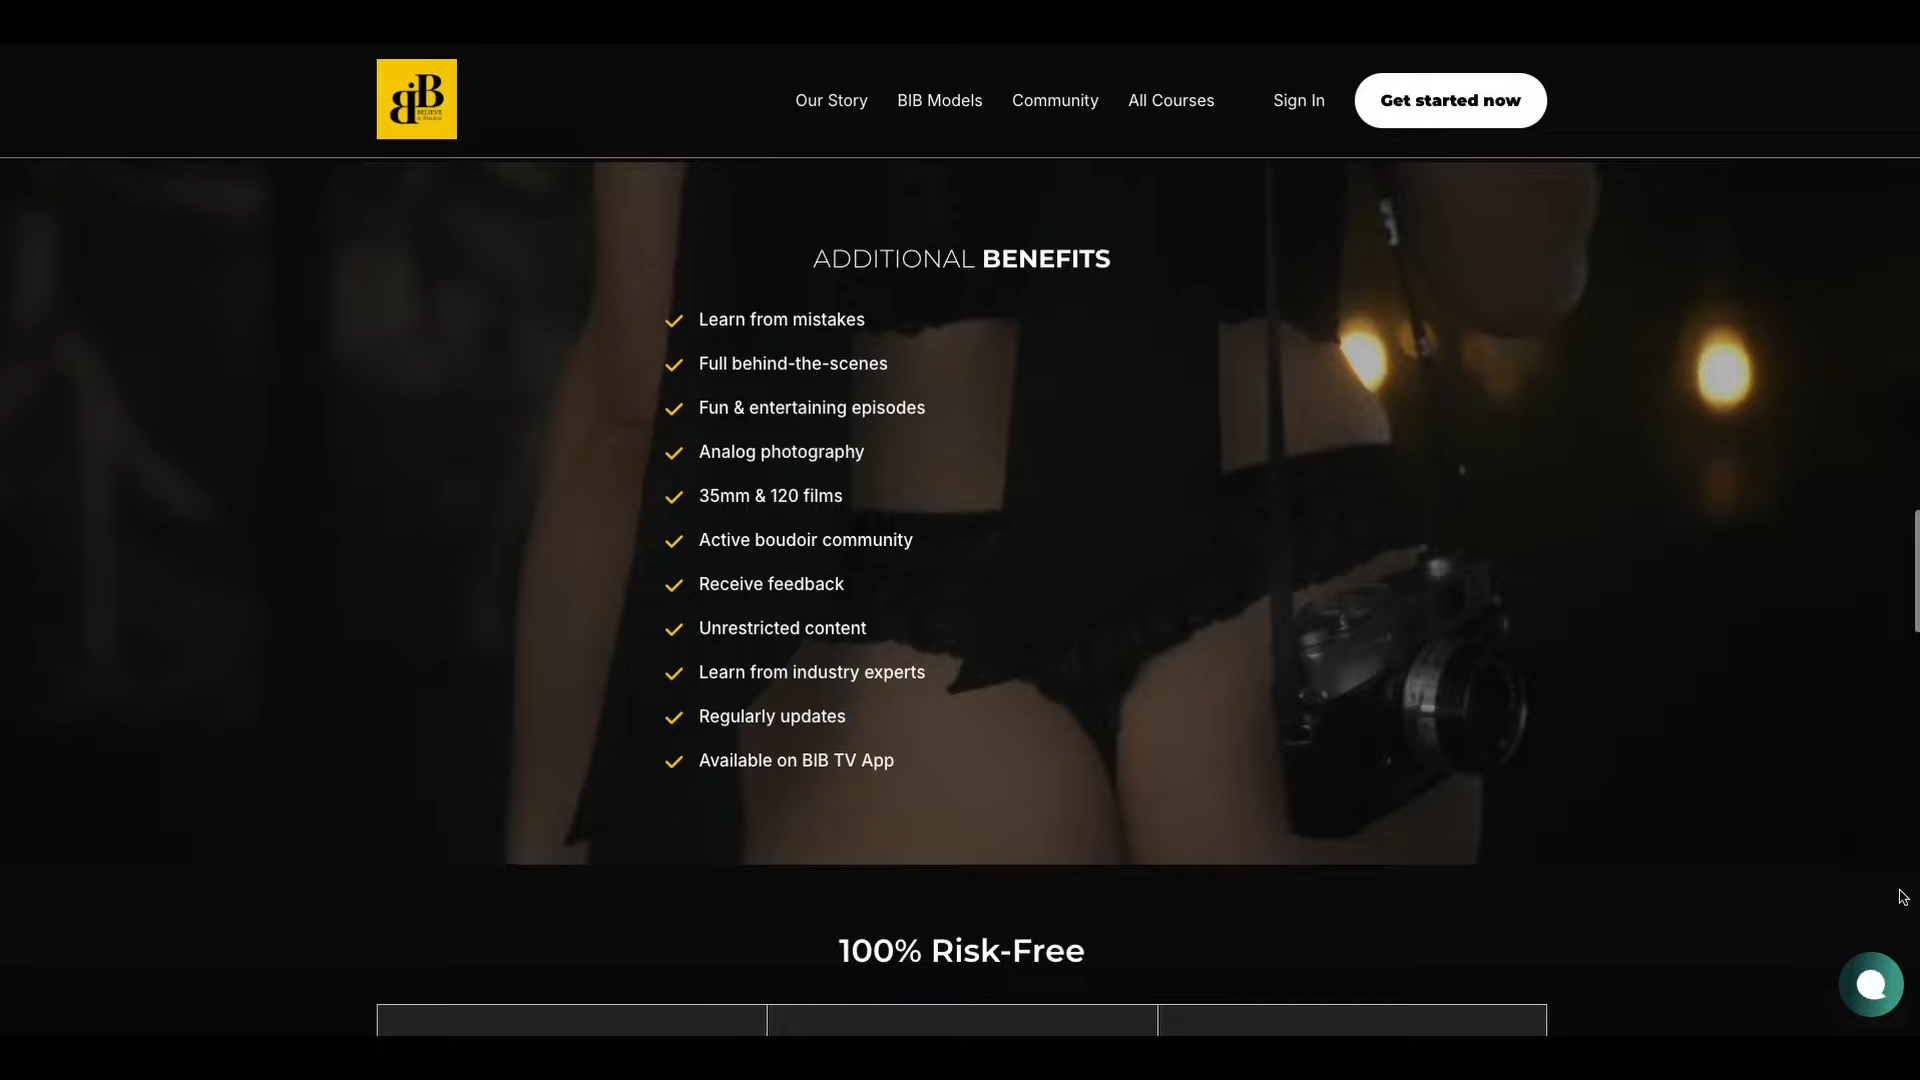 BiB
BELIEVE
Our Story
BIB Models
Community
All Courses
Sign In
Get started now
ADDITIONAL BENEFITS
Learn from mistakes
Full behind-the-scenes
Fun & entertaining episodes
Analog photography
35mm & 120 films
Active boudoir community
Receive feedback
Unrestricted content
Learn from industry experts
Regularly updates
Available on BIB TV App
100% Risk-Free